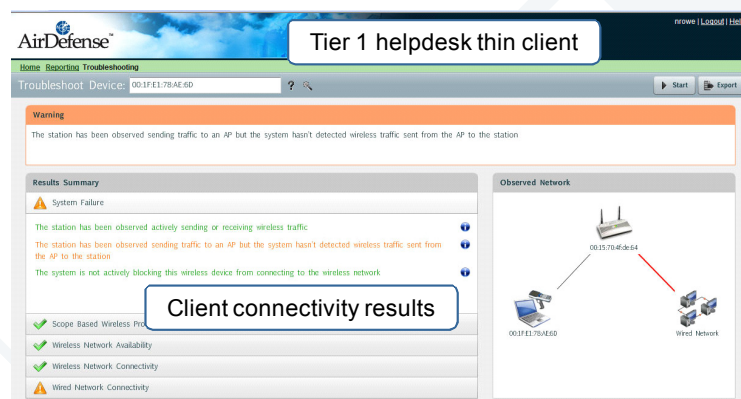 AirDefense™
Tier 1 helpdesk thin client
nrowe | Logout | Hel
Home Reporting Troubleshooting
Troubleshoot Device: 00:1F:E1:78:AE:6D ?
Start
Export
Warning
The station has been observed sending traffic to an AP but the system hasn't detected wireless traffic sent from the AP to the station
Results Summary
System Failure
The station has been observed actively sending or receiving wireless traffic
The station has been observed sending traffic to an AP but the system hasn't detected wireless traffic sent from
the AP to the station
The system is not actively blocking this wireless device from connecting to the wireless network
Client connectivity results
Scope Based Wireless Pro
Wireless Network Availability
Wireless Network Connectivity
Wired Network Connectivity
Observed Network
00:15:70:4f:de:64
00:1F:E1:78:AE:6D
Wired Network